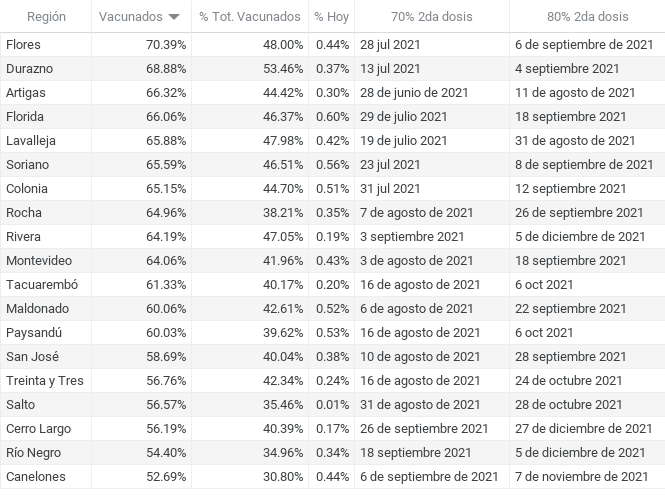 Región Vacunados % Tot. Vacunados % Hoy 70% 2da dosis 80% 2da dosis
Flores 70.39% 48.00% 0.44% 28 jul 2021 6 de septiembre de 2021
Durazno 68.88% 53.46% 0.37% 13 jul 2021 4 septiembre 2021
Artigas 66.32% 44.42% 0.30% 28 de junio de 2021 11 de agosto de 2021
Florida 66.06% 46.37% 0.60% 29 de julio de 2021 18 septiembre 2021
Lavalleja 65.88% 47.98% 0.42% 19 de julio de 2021 31 de agosto de 2021
Soriano 65.59% 46.51% 0.56% 23 jul 2021 8 de septiembre de 2021
Colonia 65.15% 44.70% 0.51% 31 jul 2021 12 septiembre 2021
Rocha 64.96% 38.21% 0.35% 7 de agosto de 2021 26 de septiembre de 2021
Rivera 64.19% 47.05% 0.19% 3 septiembre 2021 5 de diciembre de 2021
Montevideo 64.06% 41.96% 0.43% 3 de agosto de 2021 18 septiembre 2021
Tacuarembó 61.33% 40.17% 0.20% 16 de agosto de 2021 6 oct 2021
Maldonado 60.06% 42.61% 0.52% 6 de agosto de 2021 22 septiembre 2021
Paysandú 60.03% 39.62% 0.53% 16 de agosto de 2021 6 oct 2021
San José 58.69% 40.04% 0.38% 10 de agosto de 2021 28 septiembre 2021
Treinta y Tres 56.76% 42.34% 0.24% 16 de agosto de 2021 24 de octubre de 2021
Salto 56.57% 35.46% 0.01% 31 de agosto de 2021 28 de octubre de 2021
Cerro Largo 56.19% 40.39% 0.17% 26 de septiembre de 2021 27 de diciembre de 2021
Río Negro 54.40% 34.96% 0.34% 18 septiembre 2021 5 de diciembre de 2021
Canelones 52.69% 30.80% 0.44% 6 de septiembre de 2021 7 de noviembre de 2021